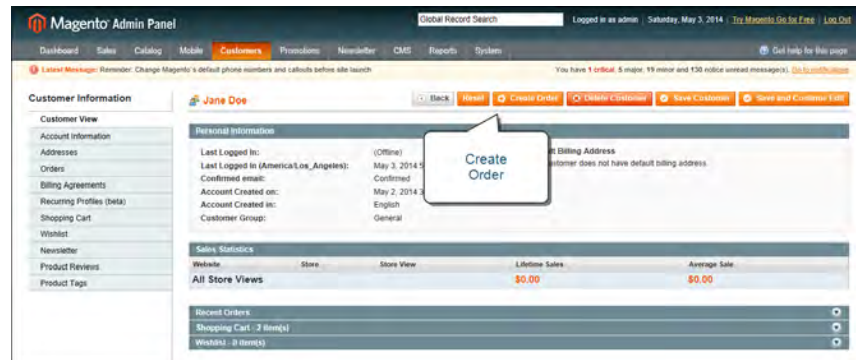 Magento Admin Panel
Global Record Search
Logged in as admin | Saturday, May 3, 2014 | Try Magento Go for Free | Log Out
Dashboard Sales Catalog Mobile Customers Promotions Newsletter CMS Reports System
Get help for this page
Latest Message: Reminder: Change Magento's default phone numbers and callouts before site launch
You have 1 critical, 5 major, 19 minor and 130 notice unread message(s). Go to notifications
Customer Information
Jane Doe
Back Reset Create Order Delete Customer Save Customer Save and Continue Edit
Customer View
Account Information
Addresses
Orders
Billing Agreements
Recurring Profiles (beta)
Shopping Cart
Wishlist
Newsletter
Product Reviews
Product Tags
Personal Information
Last Logged In: (Offline)
Last Logged In (America/Los_Angeles): May 3, 2014 5
Confirmed email: Confirmed
Account Created on: May 2, 2014 3
Account Created in: English
Customer Group: General
Create
Order
lt Billing Address
stomer does not have default billing address.
Sales Statistics
Website Store Store View Lifetime Sales Average Sale
All Store Views $0.00 $0.00
Recent Orders
Shopping Cart - 2 item(s)
Wishlist - 0 item(s)